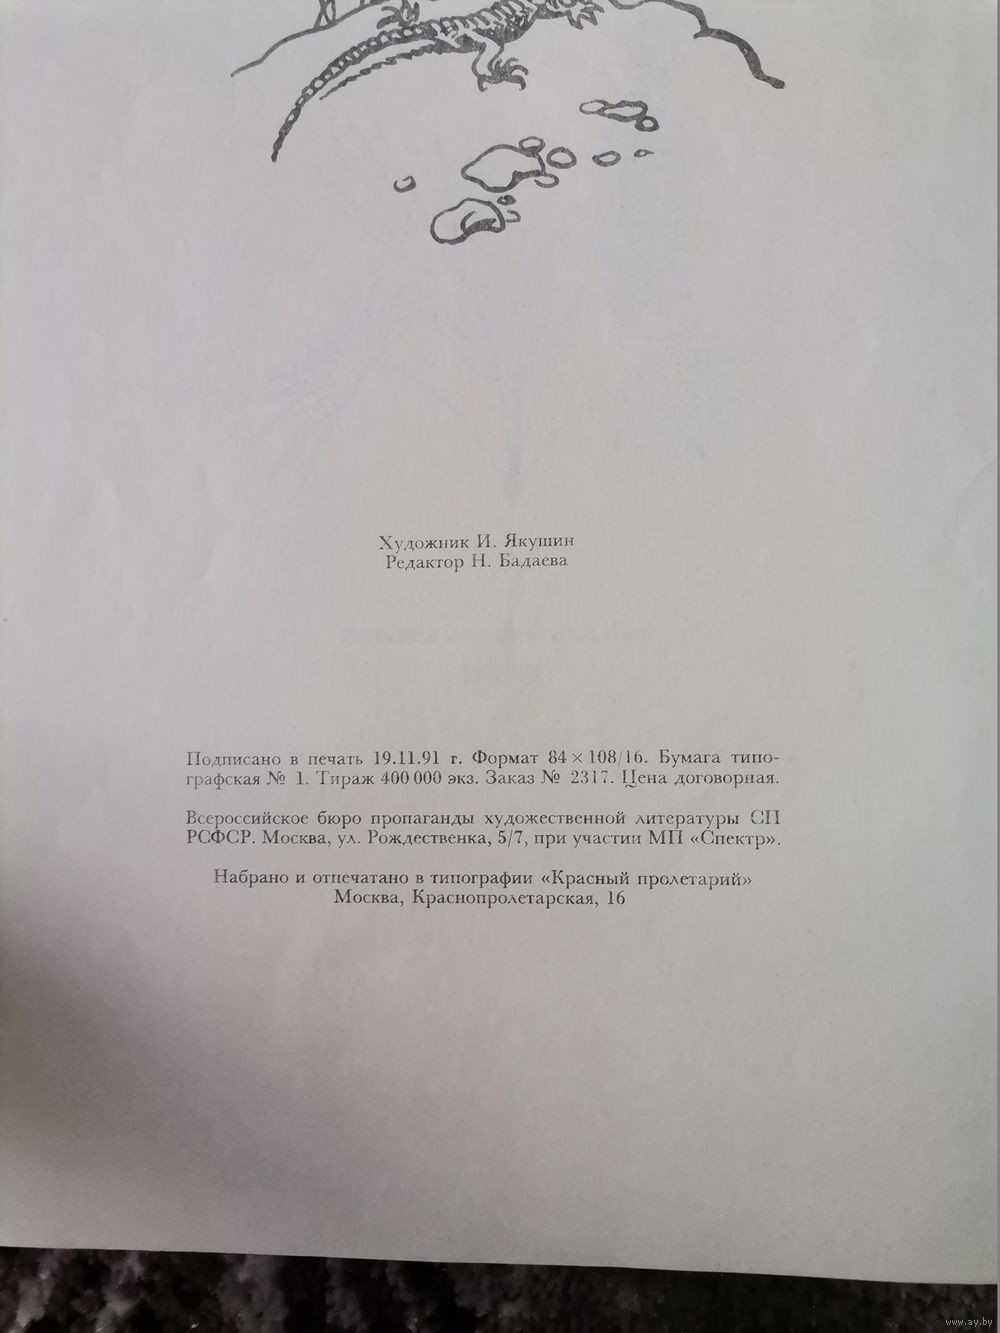 Художник И. Якушин
Редактор Н. Бадаева
Подписано в печать 19.11.91 г. Формат 84×108/16. Бумага типо-
графская № 1. Тираж 400 000 экз. Заказ № 2317. Цена договорная.
Всероссийское бюро пропаганды художественной литературы СП
РСФСР. Москва, ул. Рождественка, 5/7, при участии МП «Спектр».
Набрано и отпечатано в типографии «Красный пролетарий»
Москва, Краснопролетарская, 16
www.ay.by